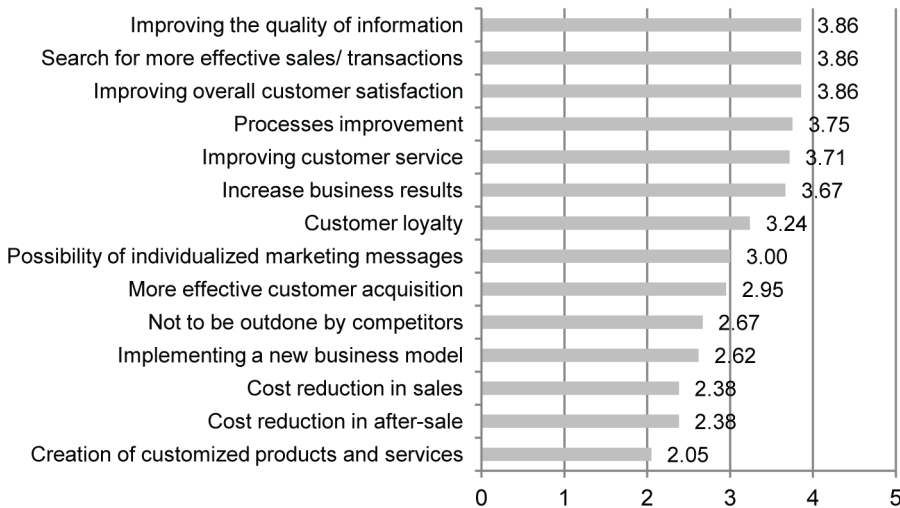 Improving the quality of information 3.86
Search for more effective sales/ transactions 3.86
Improving overall customer satisfaction 3.86
Processes improvement 3.75
Improving customer service 3.71
Increase business results 3.67
Customer loyalty 3.24
Possibility of individualized marketing messages 3.00
More effective customer acquisition 2.95
Not to be outdone by competitors 2.67
Implementing a new business model 2.62
Cost reduction in sales 2.38
Cost reduction in after-sale 2.38
Creation of customized products and services 2.05
0 1 2 3 4 5